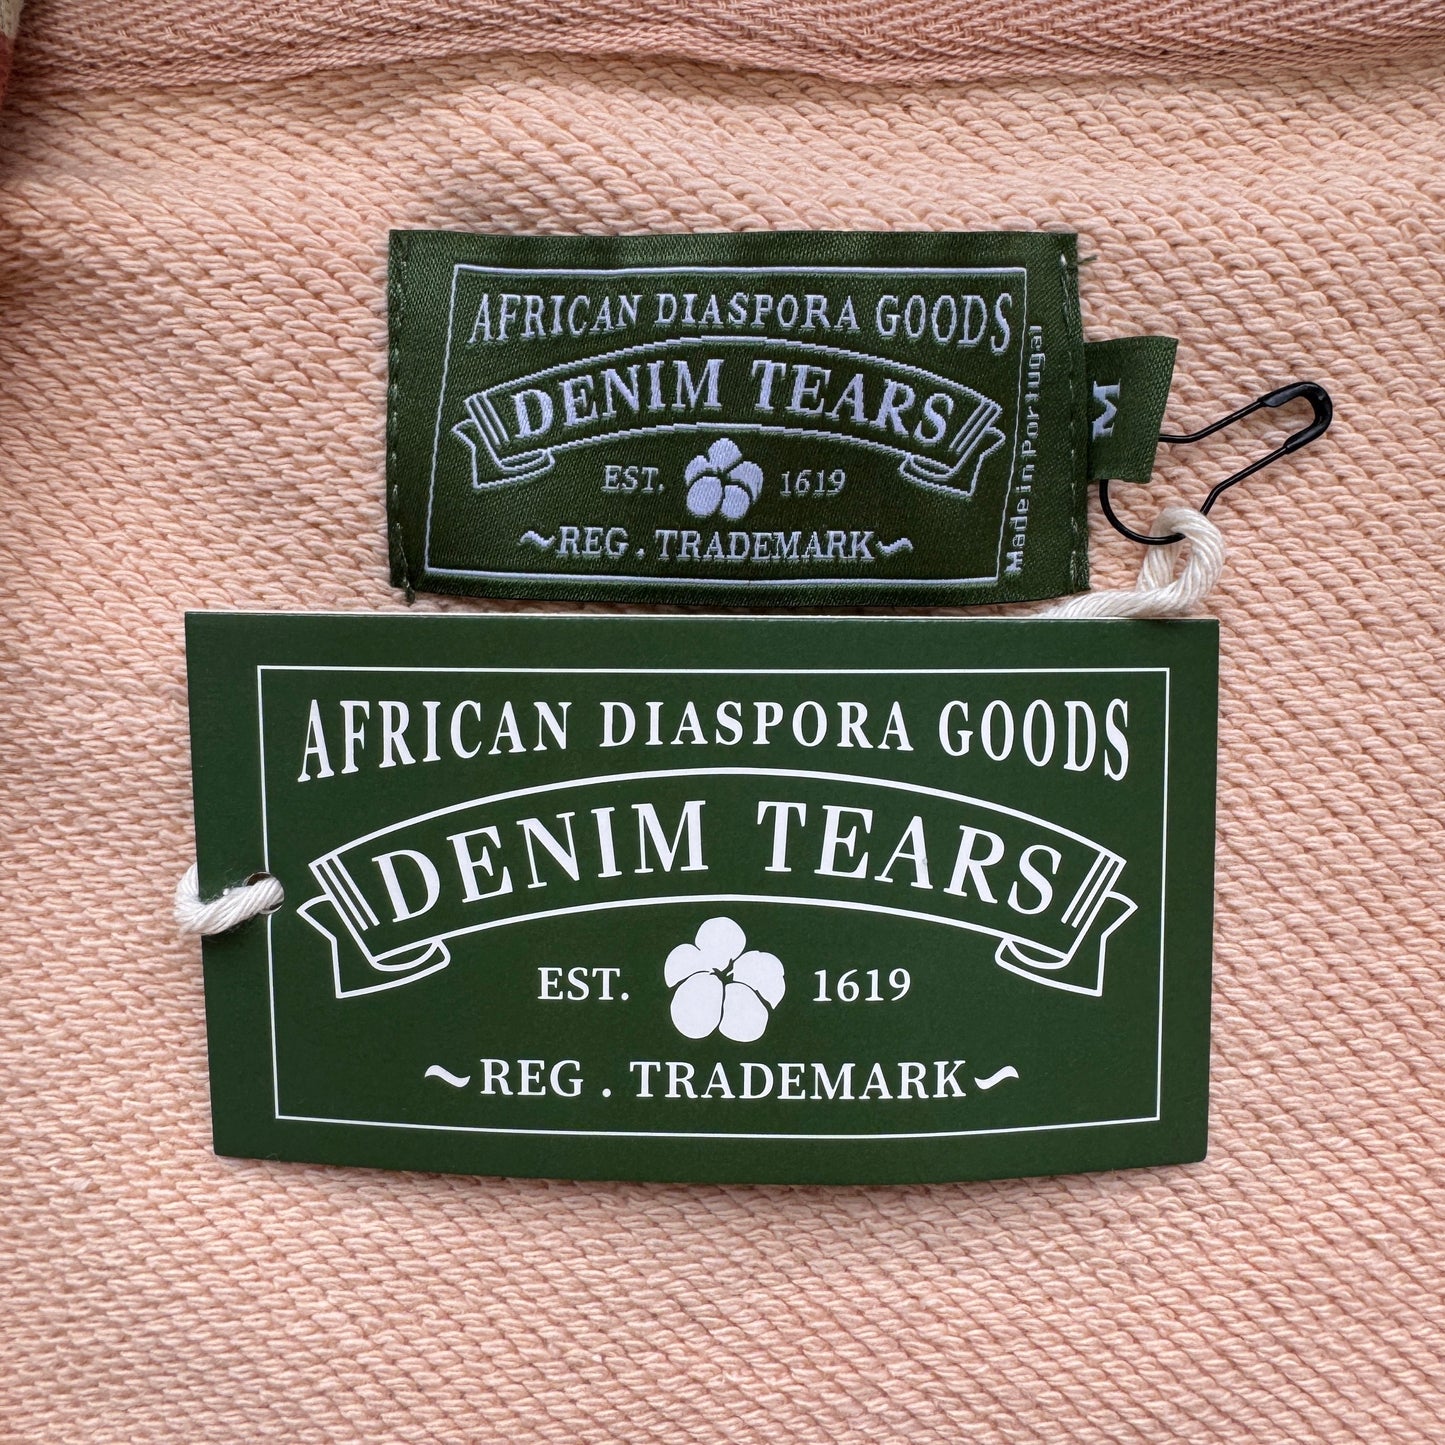 AFRICAN DIASPORA GOODS
DENIM TEARS
EST. 1619
~REG . TRADEMARK~
Made in Portugal
M
AFRICAN DIASPORA GOODS
DENIM TEARS
EST. 1619
~REG . TRADEMARK~